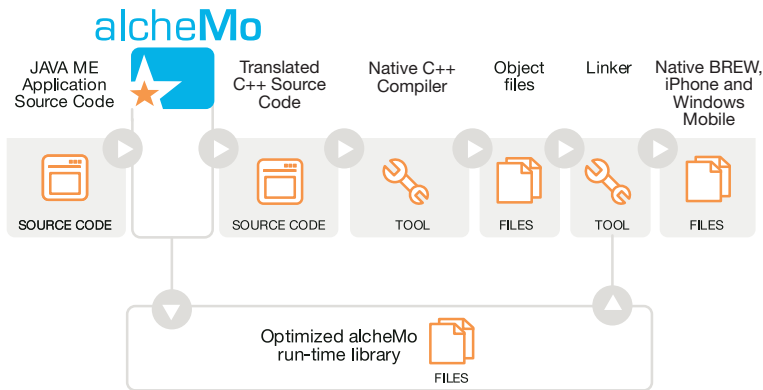 alcheMo
JAVA ME
Application
Source Code
Translated
C++ Source
Code
Native C++
Compiler
Object
files
Linker
Native BREW,
iPhone and
Windows
Mobile
SOURCE CODE
SOURCE CODE
TOOL
FILES
TOOL
FILES
Optimized alcheMo
run-time library
FILES